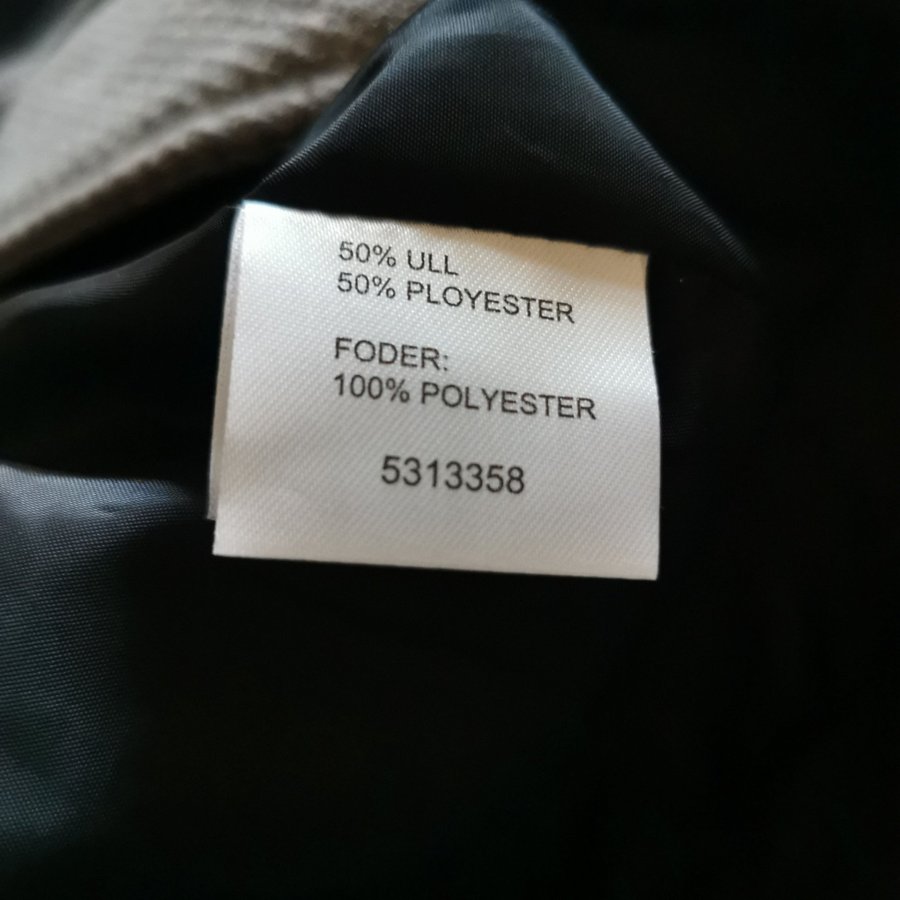 50% ULL
50% PLOYESTER
FODER:
100% POLYESTER
5313358